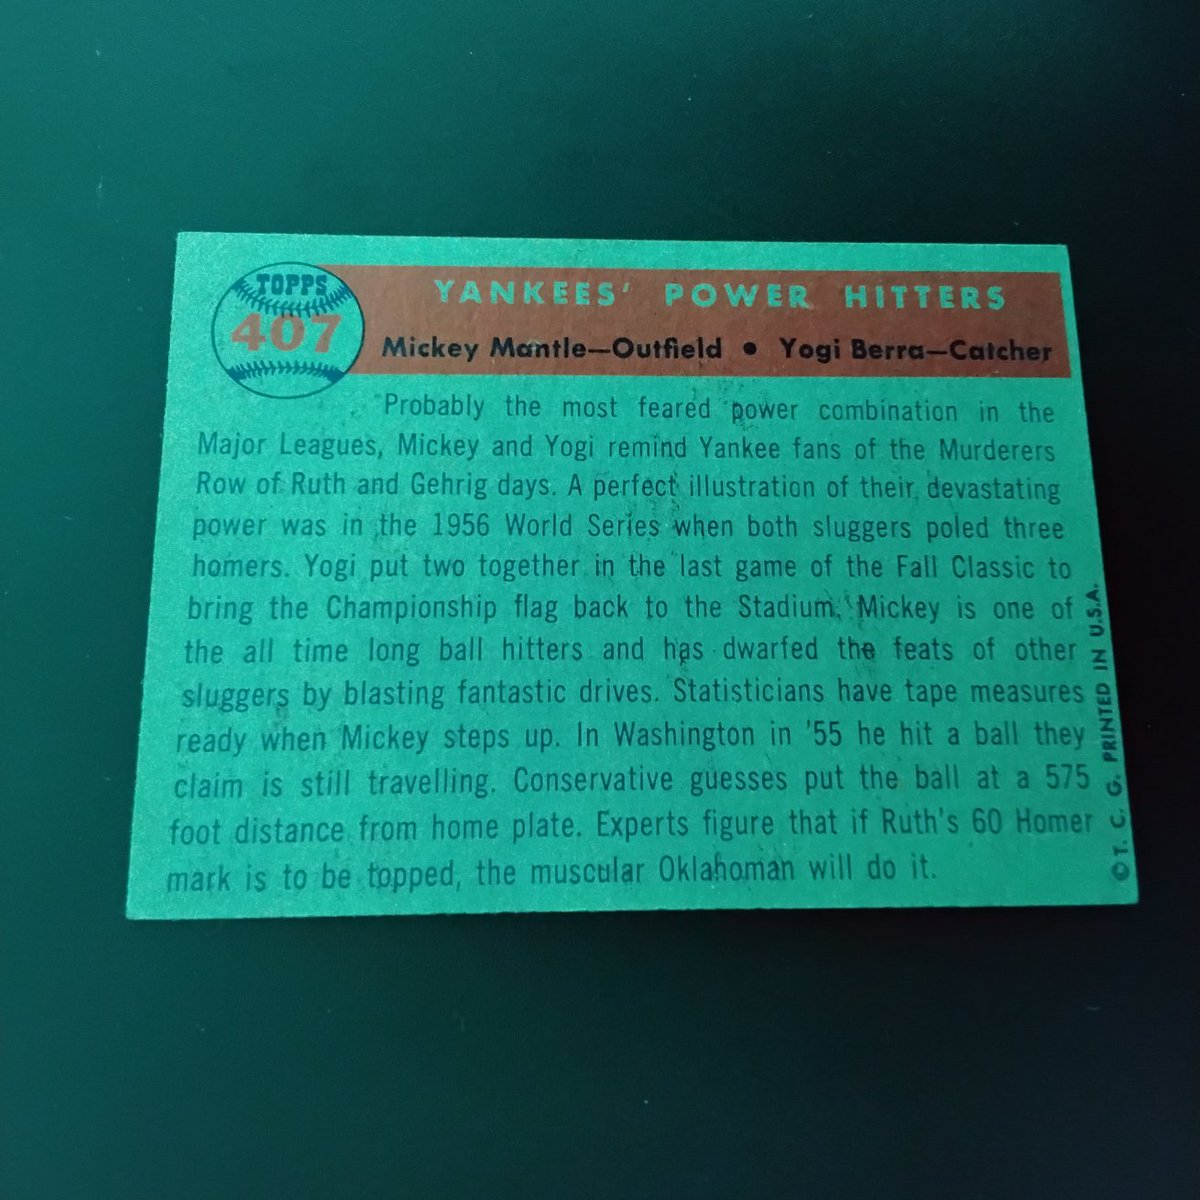 TOPPS
407
YANKEES' POWER HITTERS
Mickey Mantle—Outfield • Yogi Berra—Catcher
Probably the most feared power combination in the
Major Leagues, Mickey and Yogi remind Yankee fans of the Murderers
Row of Ruth and Gehrig days. A perfect illustration of their devastating
power was in the 1956 World Series when both sluggers poled three
homers. Yogi put two together in the last game of the Fall Classic to
bring the Championship flag back to the Stadium. Mickey is one of
the all time long ball hitters and has dwarfed the feats of other
sluggers by blasting fantastic drives. Statisticians have tape measures
ready when Mickey steps up. In Washington in '55 he hit a ball they
claim is still travelling. Conservative guesses put the ball at a 575
foot distance from home plate. Experts figure that if Ruth's 60 Homer
mark is to be topped, the muscular Oklahoman will do it.
© T. C. G. PRINTED IN U.S.A.